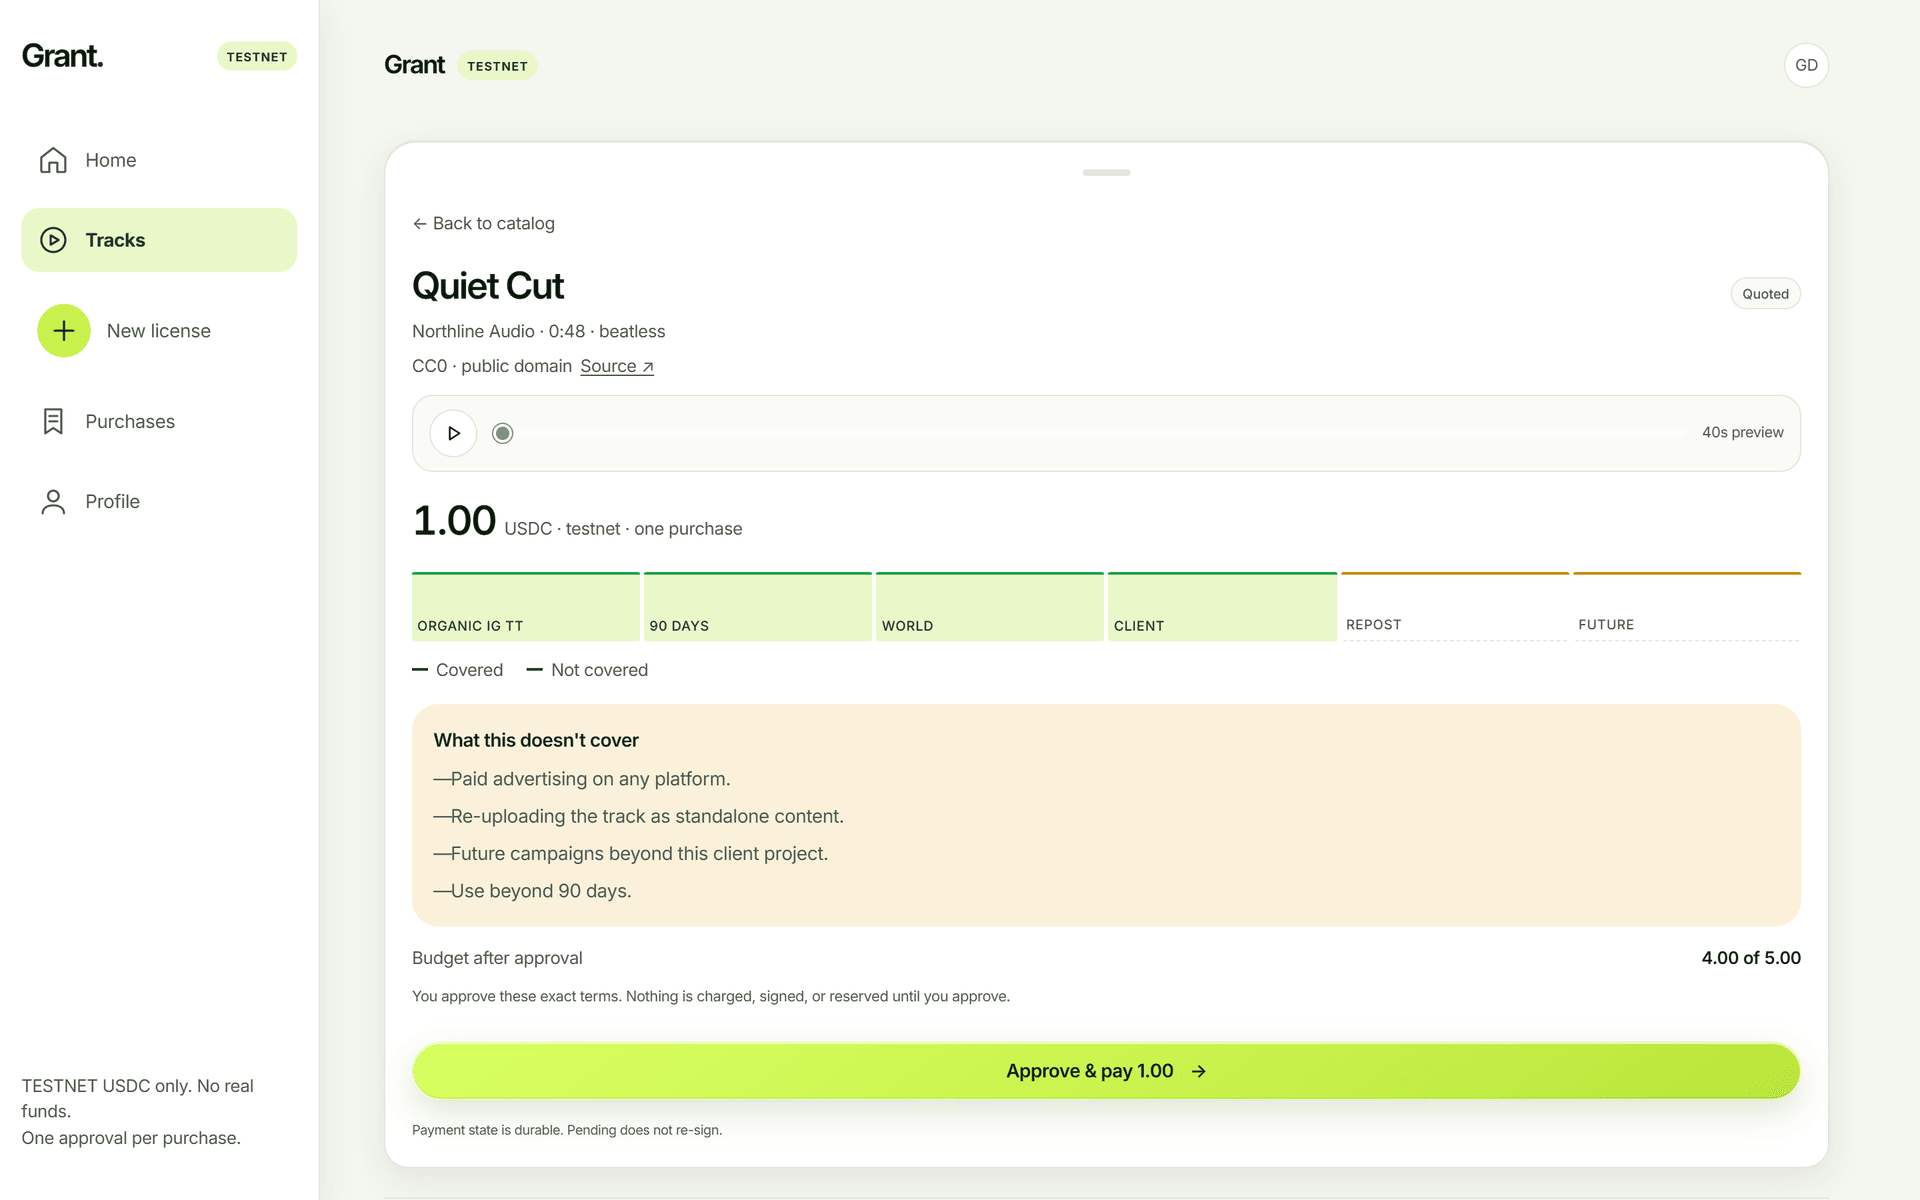 Grant.
TESTNET
Home
Tracks
New license
Purchases
Profile
TESTNET USDC only. No real
funds.
One approval per purchase.
Grant
TESTNET
GD
← Back to catalog
Quiet Cut
Quoted
Northline Audio · 0:48 · beatless
CC0 · public domain Source ↗
40s preview
1.00 USDC · testnet · one purchase
ORGANIC IG TT
90 DAYS
WORLD
CLIENT
REPOST
FUTURE
Covered
Not covered
What this doesn't cover
—Paid advertising on any platform.
—Re-uploading the track as standalone content.
—Future campaigns beyond this client project.
—Use beyond 90 days.
Budget after approval
4.00 of 5.00
You approve these exact terms. Nothing is charged, signed, or reserved until you approve.
Approve & pay 1.00 →
Payment state is durable. Pending does not re-sign.